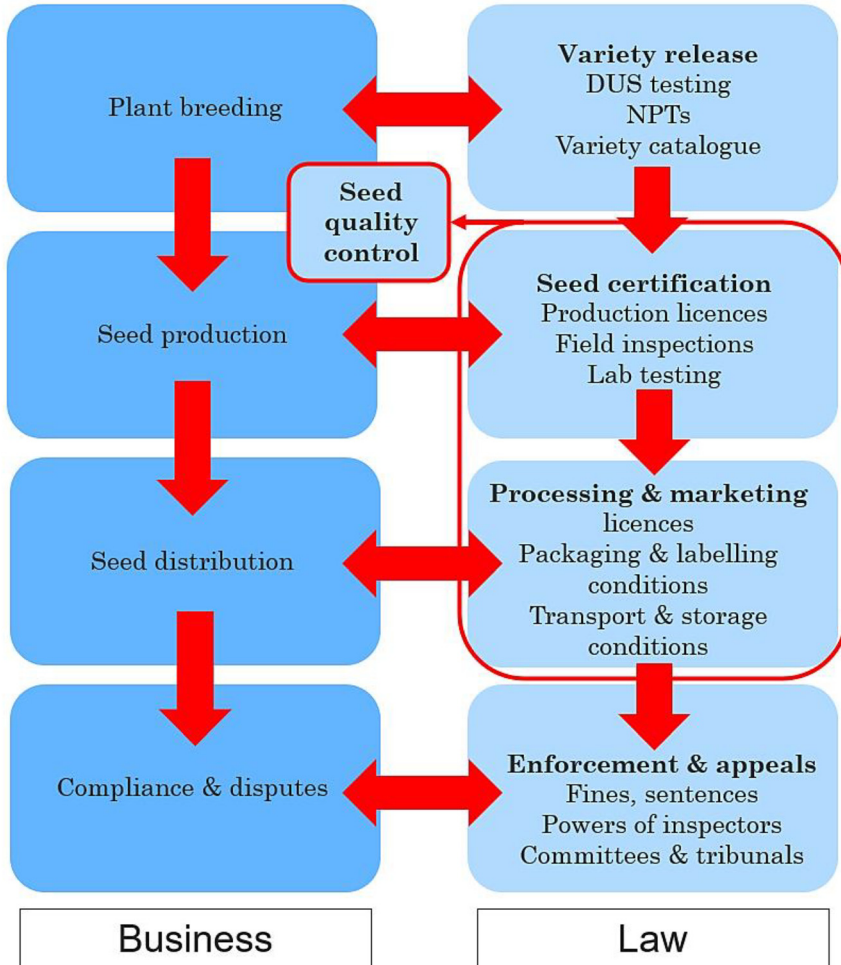 Plant breeding
Variety release
DUS testing
NPTs
Variety catalogue
Seed
quality
control
Seed production
Seed certification
Production licences
Field inspections
Lab testing
Seed distribution
Processing & marketing
licences
Packaging & labelling
conditions
Transport & storage
conditions
Compliance & disputes
Enforcement & appeals
Fines, sentences
Powers of inspectors
Committees & tribunals
Business
Law